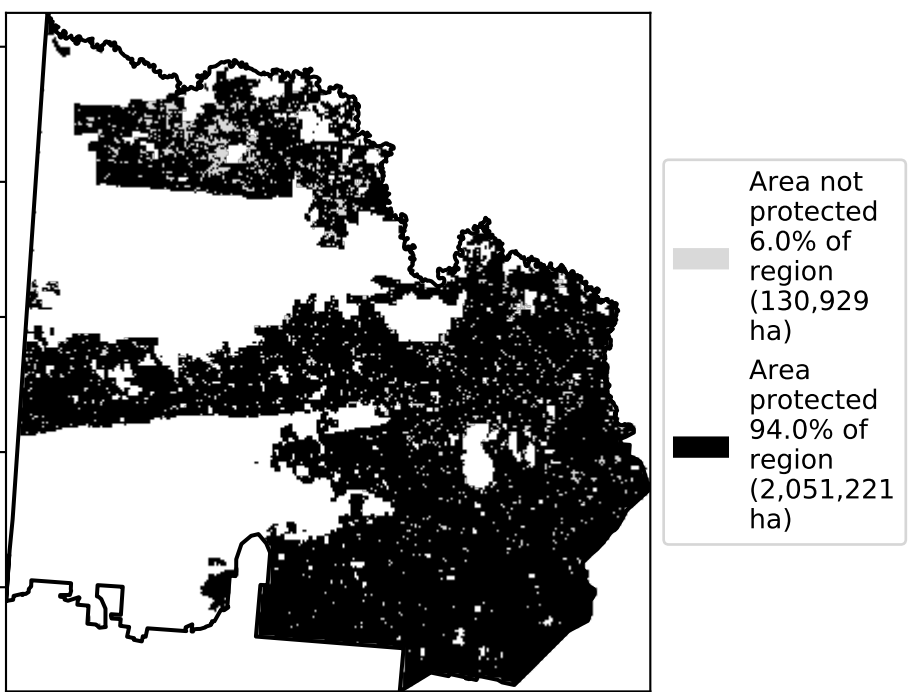 Area not
protected
6.0% of
region
(130,929
ha)
Area
protected
94.0% of
region
(2,051,221
ha)